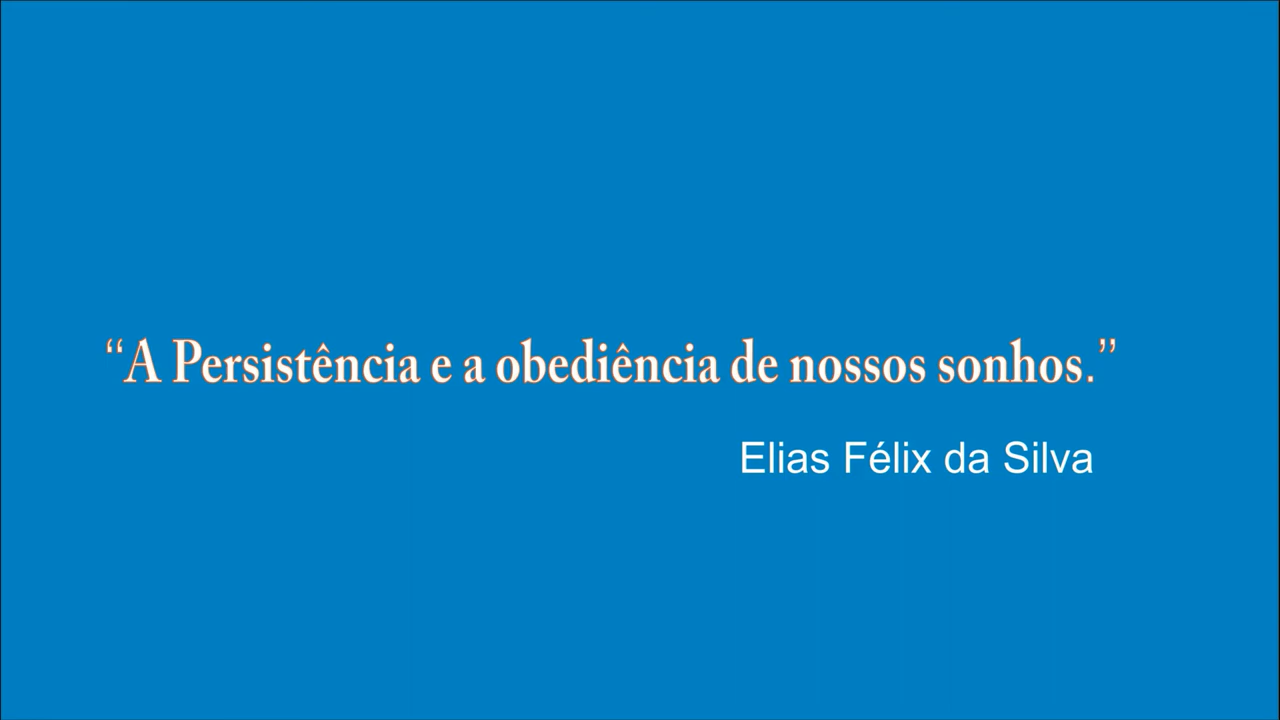 “A Persistência e a obediência de nossos sonhos.”
Elias Félix da Silva